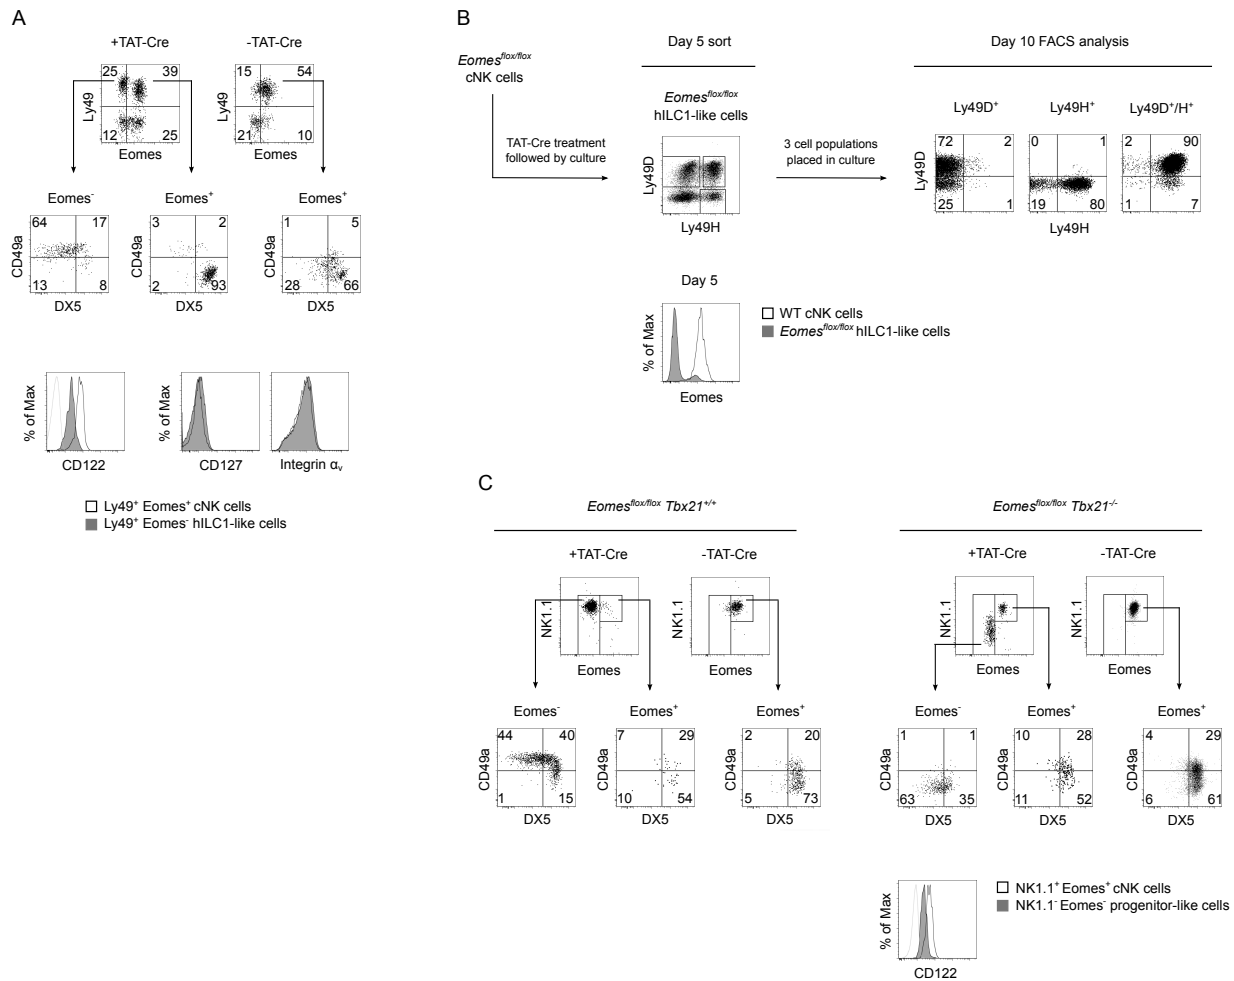 A
+TAT-Cre
-TAT-Cre
25
39
15
54
Ly49
12
25
21
10
Eomes
Eomes
Eomes⁻
Eomes⁺
Eomes⁺
64
17
3
2
1
5
CD49a
CD49a
CD49a
13
8
2
93
28
66
DX5
DX5
DX5
% of Max
% of Max
CD122
CD127
Integrin αᵥ
Ly49⁺ Eomes⁺ cNK cells
Ly49⁺ Eomes⁻ hILC1-like cells
B
Eomesflox/flox
cNK cells
TAT-Cre treatment
followed by culture
Day 5 sort
Eomesflox/flox
hILC1-like cells
Ly49D
Ly49H
3 cell populations
placed in culture
Day 10 FACS analysis
Ly49D⁺
Ly49H⁺
Ly49D⁺/H⁺
72
2
0
1
2
90
Ly49D
25
1
19
80
1
7
Ly49H
Day 5
% of Max
Eomes
WT cNK cells
Eomesflox/flox hILC1-like cells
C
Eomesflox/flox Tbx21+/+
+TAT-Cre
-TAT-Cre
NK1.1
NK1.1
Eomes
Eomes
Eomes⁻
Eomes⁺
Eomes⁺
44
40
7
29
2
20
CD49a
CD49a
CD49a
1
15
10
54
5
73
DX5
DX5
DX5
Eomesflox/flox Tbx21-/-
+TAT-Cre
-TAT-Cre
NK1.1
NK1.1
Eomes
Eomes
Eomes⁻
Eomes⁺
Eomes⁺
1
1
10
28
4
29
CD49a
CD49a
CD49a
63
35
11
52
6
61
DX5
DX5
DX5
% of Max
CD122
NK1.1⁺ Eomes⁺ cNK cells
NK1.1⁻ Eomes⁻ progenitor-like cells